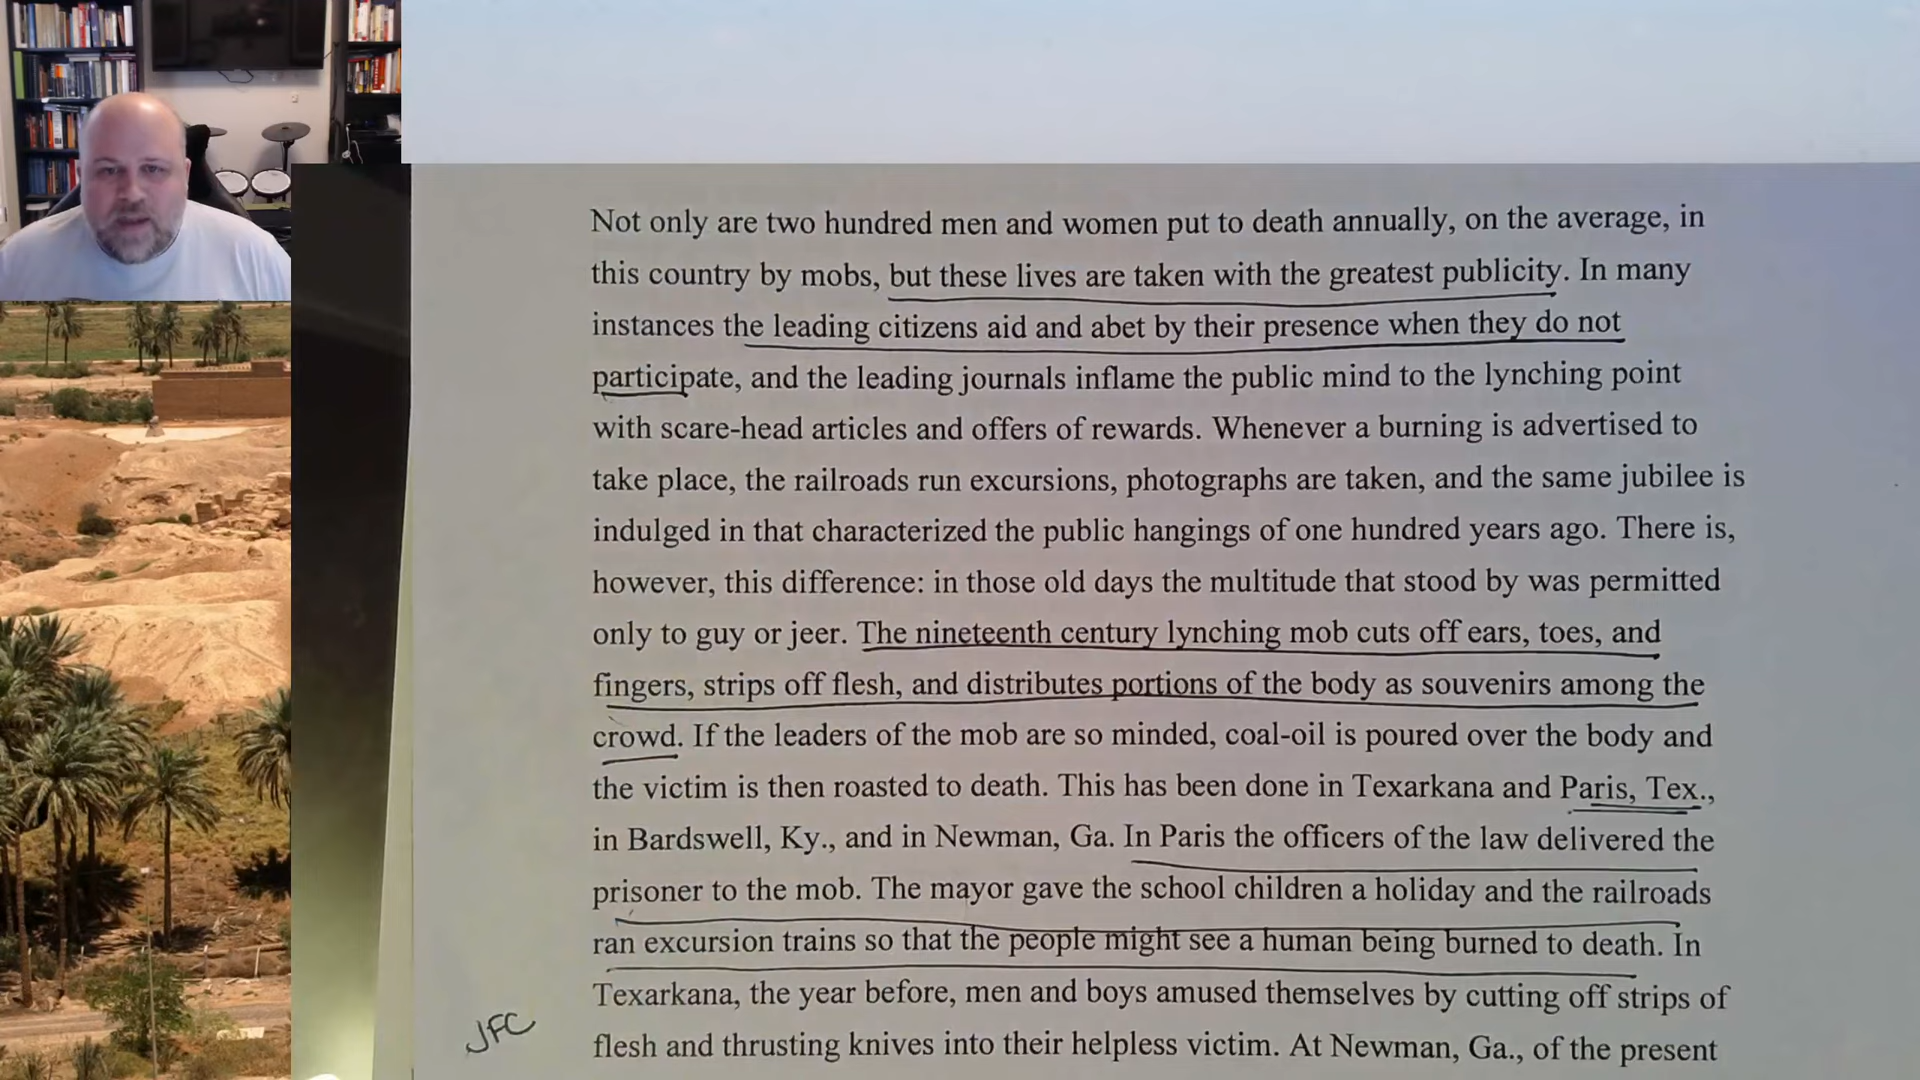 Not only are two hundred men and women put to death annually, on the average, in
this country by mobs, but these lives are taken with the greatest publicity. In many
instances the leading citizens aid and abet by their presence when they do not
participate, and the leading journals inflame the public mind to the lynching point
with scare-head articles and offers of rewards. Whenever a burning is advertised to
take place, the railroads run excursions, photographs are taken, and the same jubilee is
indulged in that characterized the public hangings of one hundred years ago. There is,
however, this difference: in those old days the multitude that stood by was permitted
only to guy or jeer. The nineteenth century lynching mob cuts off ears, toes, and
fingers, strips off flesh, and distributes portions of the body as souvenirs among the
crowd. If the leaders of the mob are so minded, coal-oil is poured over the body and
the victim is then roasted to death. This has been done in Texarkana and Paris, Tex.,
in Bardswell, Ky., and in Newman, Ga. In Paris the officers of the law delivered the
prisoner to the mob. The mayor gave the school children a holiday and the railroads
ran excursion trains so that the people might see a human being burned to death. In
Texarkana, the year before, men and boys amused themselves by cutting off strips of
JFC
flesh and thrusting knives into their helpless victim. At Newman, Ga., of the present